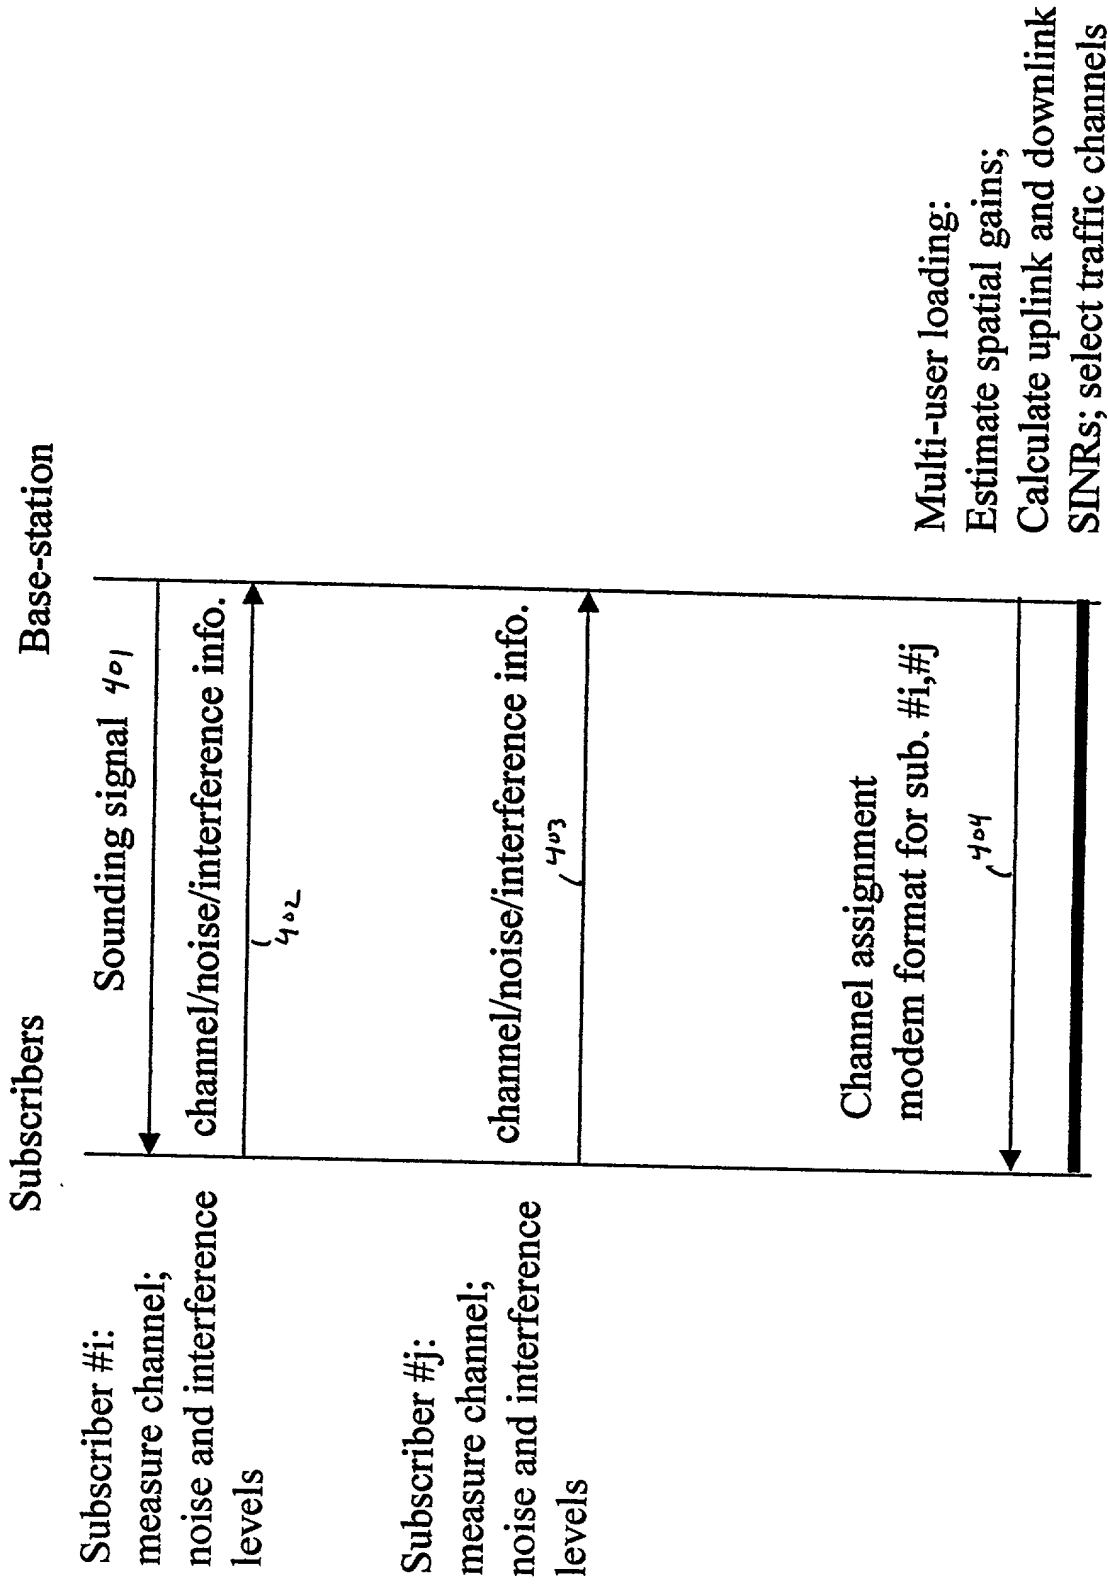 Subscribers
Base-station
Sounding signal 401
Subscriber #i:
measure channel;
noise and interference
levels
channel/noise/interference info.
402
Subscriber #j:
measure channel;
noise and interference
levels
channel/noise/interference info.
403
Channel assignment
modem format for sub. #i,#j
404
Multi-user loading:
Estimate spatial gains;
Calculate uplink and downlink
SINRs; select traffic channels